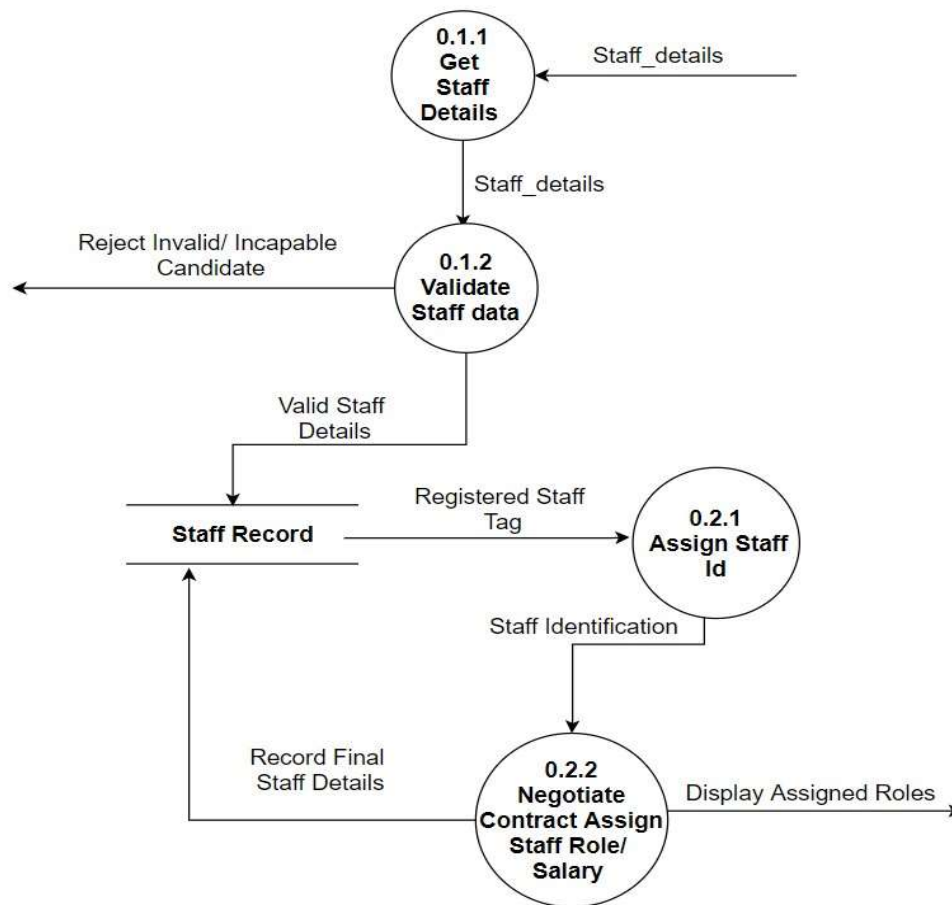 0.1.1
Get
Staff
Details
Staff_details
Staff_details
Reject Invalid/ Incapable
Candidate
0.1.2
Validate
Staff data
Valid Staff
Details
Staff Record
Registered Staff
Tag
0.2.1
Assign Staff
Id
Staff Identification
Record Final
Staff Details
0.2.2
Negotiate
Contract Assign
Staff Role/
Salary
Display Assigned Roles